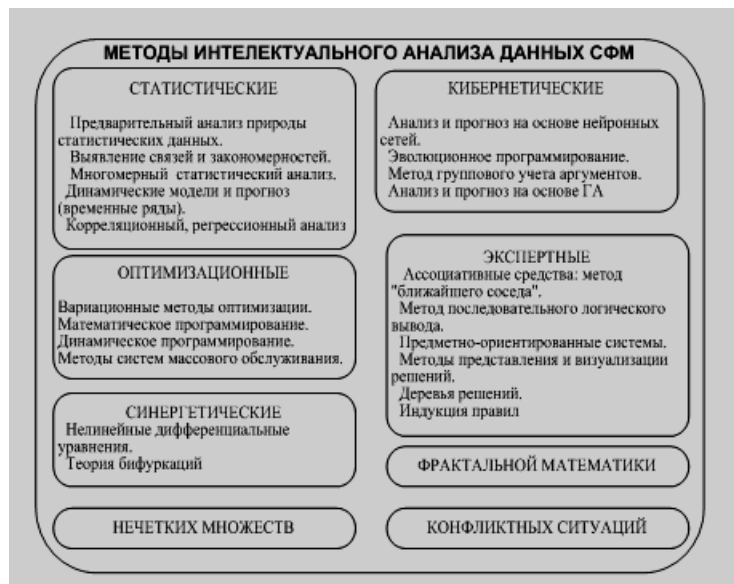 МЕТОДЫ ИНТЕЛЕКТУАЛЬНОГО АНАЛИЗА ДАННЫХ СФМ
СТАТИСТИЧЕСКИЕ
Предварительный анализ природы
статистических данных.
Выявление связей и закономерностей.
Многомерный статистический анализ.
Динамические модели и прогноз
(временные ряды).
Корреляционный, регрессионный анализ
ОПТИМИЗАЦИОННЫЕ
Вариационные методы оптимизации.
Математическое программирование.
Динамическое программирование.
Методы систем массового обслуживания.
СИНЕРГЕТИЧЕСКИЕ
Нелинейные дифференциальные
уравнения.
Теория бифуркаций
НЕЧЕТКИХ МНОЖЕСТВ
КИБЕРНЕТИЧЕСКИЕ
Анализ и прогноз на основе нейронных
сетей.
Эволюционное программирование.
Метод группового учета аргументов.
Анализ и прогноз на основе ГА
ЭКСПЕРТНЫЕ
Ассоциативные средства: метод
"ближайшего соседа".
Метод последовательного логического
вывода.
Предметно-ориентированные системы.
Методы представления и визуализации
решений.
Деревья решений.
Индукция правил
ФРАКТАЛЬНОЙ МАТЕМАТИКИ
КОНФЛИКТНЫХ СИТУАЦИЙ